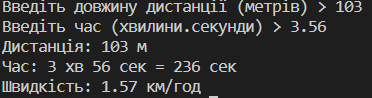 Введіть довжину дистанції (метрів) > 103
Введіть час (хвилини.секунди) > 3.56
Дистанція: 103 м
Час: 3 хв 56 сек = 236 сек
Швидкість: 1.57 км/год